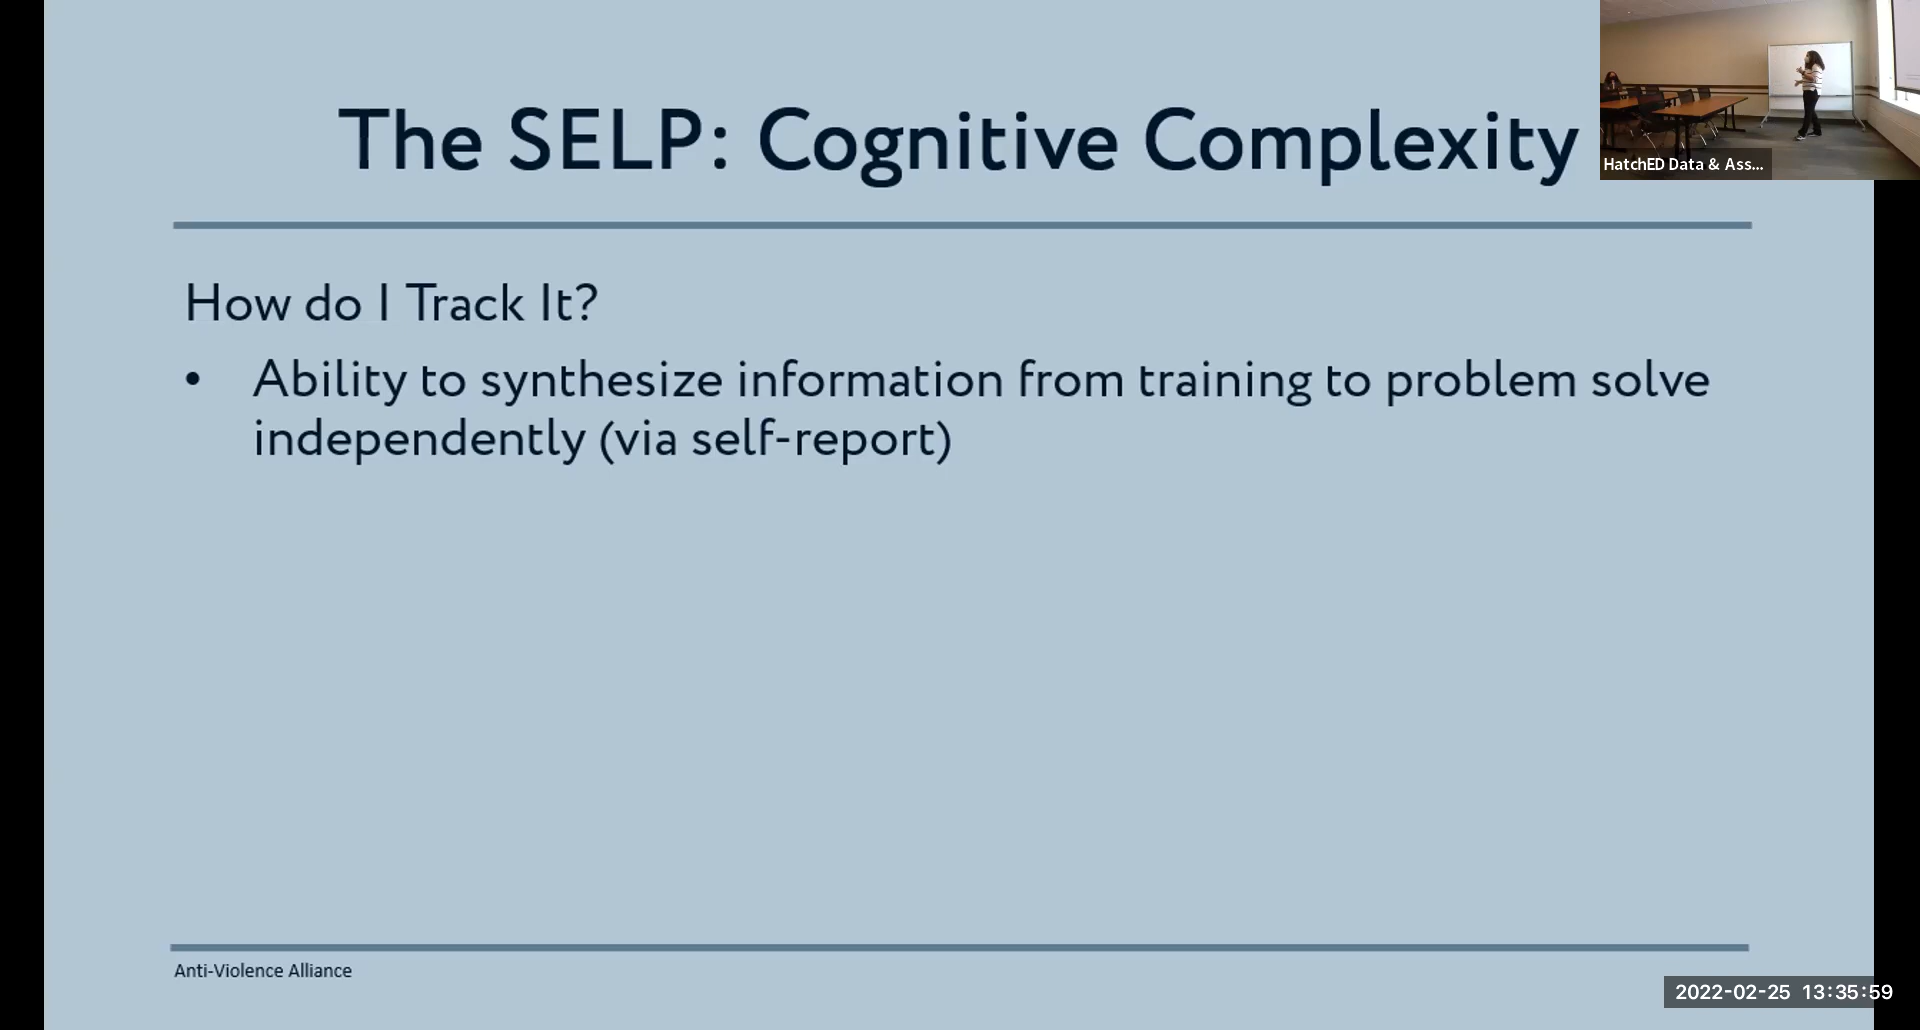 The SELP: Cognitive Complexity
HatchED Data & Ass...
How do I Track It?
• Ability to synthesize information from training to problem solve
independently (via self-report)
Anti-Violence Alliance
2022-02-25 13:35:59